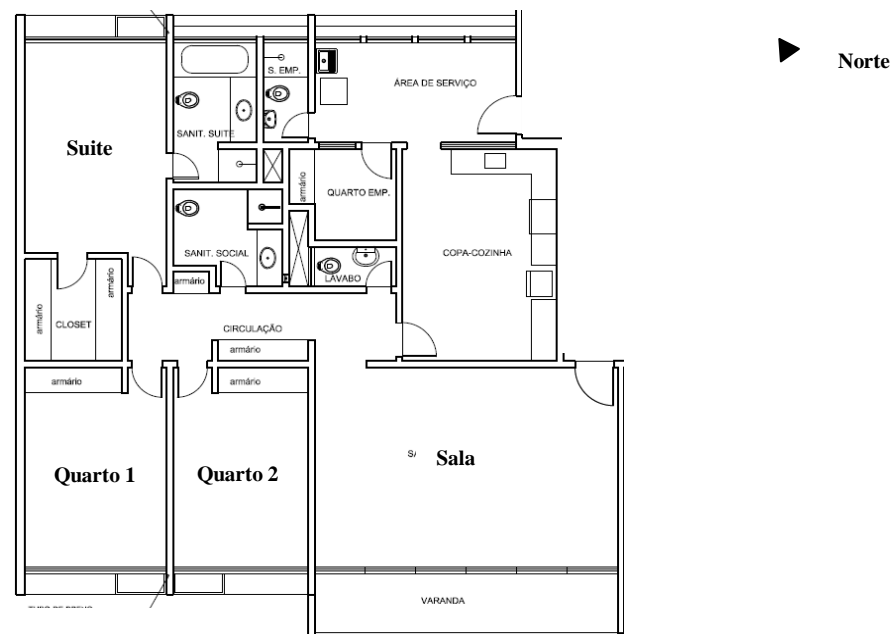 Norte
S. EMP.
ÁREA DE SERVIÇO
SANIT. SUITE
Suite
armário
QUARTO EMP.
SANIT. SOCIAL
COPA-COZINHA
LAVABO
armário
armário
armário
CLOSET
CIRCULAÇÃO
armário
armário
armário
Quarto 1
Quarto 2
Sala
VARANDA